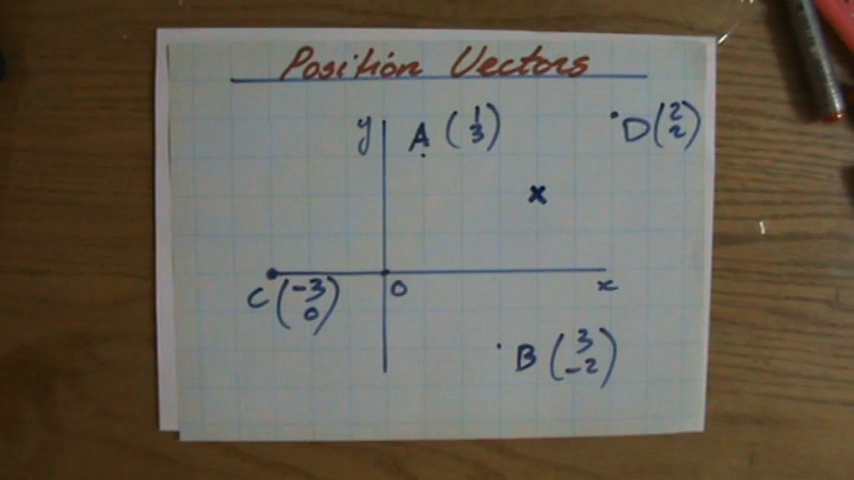 Position Vectors
y A (1 3) D (2 2)
x
O x
C (-3 0)
B (3 -2)